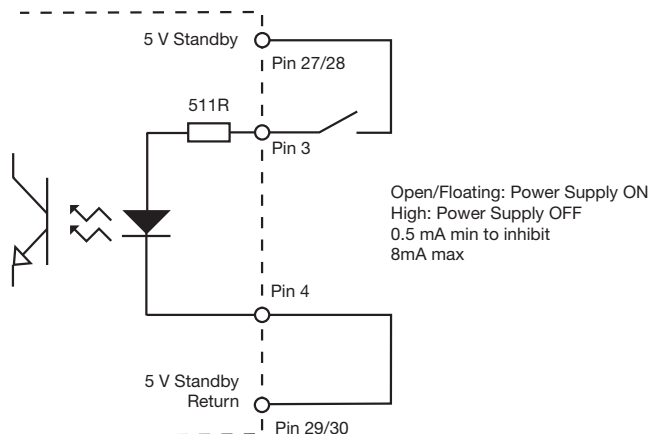 5 V Standby
Pin 27/28
511R
Pin 3
Open/Floating: Power Supply ON
High: Power Supply OFF
0.5 mA min to inhibit
8mA max
Pin 4
5 V Standby
Return
Pin 29/30